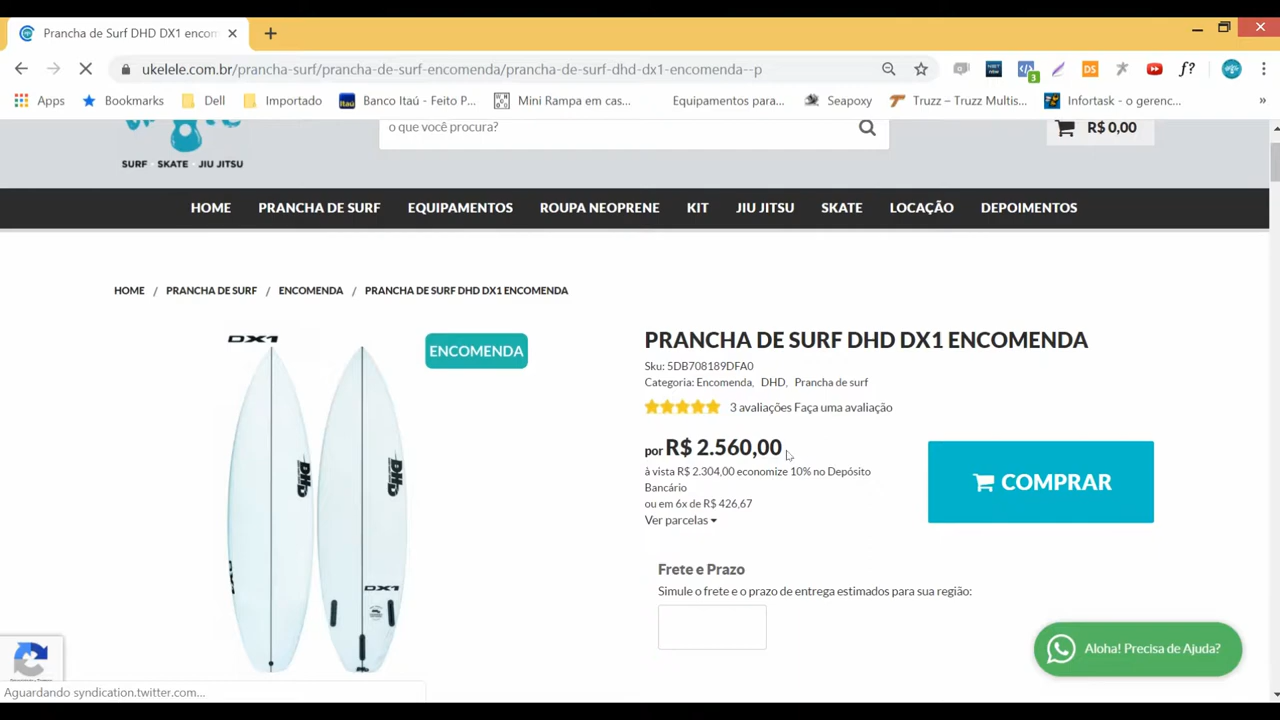 Prancha de Surf DHD DX1 encom
ukelele.com.br/prancha-surf/prancha-de-surf-encomenda/prancha-de-surf-dhd-dx1-encomenda--p
Apps Bookmarks Dell Importado Banco Itaú - Feito P... Mini Rampa em cas... Equipamentos para... Seapoxy Truzz – Truzz Multis... Infortask - o gerenc... »
SURF · SKATE · JIU JITSU
o que você procura?
R$ 0,00
HOME PRANCHA DE SURF EQUIPAMENTOS ROUPA NEOPRENE KIT JIU JITSU SKATE LOCAÇÃO DEPOIMENTOS
HOME / PRANCHA DE SURF / ENCOMENDA / PRANCHA DE SURF DHD DX1 ENCOMENDA
DX1
ENCOMENDA
DHD
DHD
DX1
PRANCHA DE SURF DHD DX1 ENCOMENDA
Sku: 5DB708189DFA0
Categoria: Encomenda, DHD, Prancha de surf
3 avaliações Faça uma avaliação
por R$ 2.560,00
à vista R$ 2.304,00 economize 10% no Depósito
Bancário
ou em 6x de R$ 426,67
Ver parcelas
COMPRAR
Frete e Prazo
Simule o frete e o prazo de entrega estimados para sua região:
Aloha! Precisa de Ajuda?
Aguardando syndication.twitter.com...